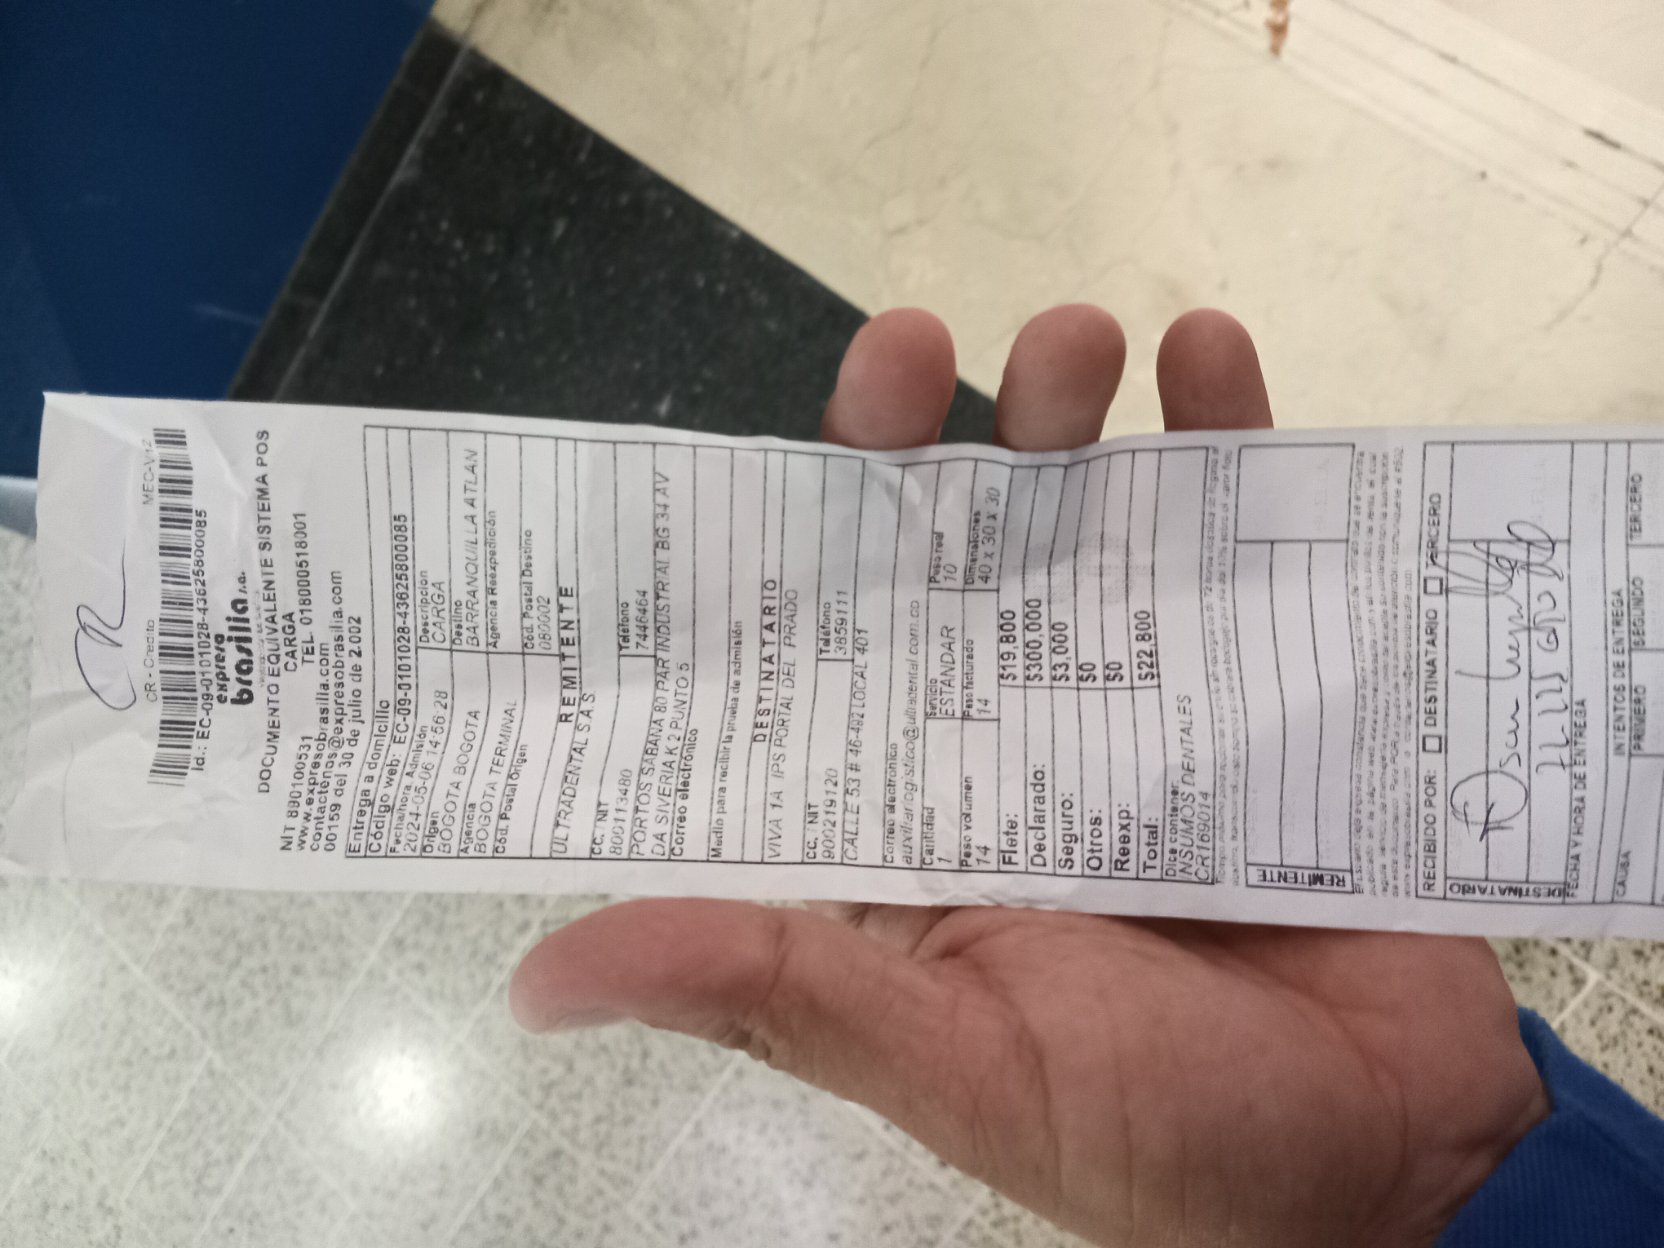 CR - Credito MEC-V12
Id.: EC-09-0101028-43625800085
expreso
brasilia s.a.
DOCUMENTO EQUIVALENTE SISTEMA POS
CARGA
NIT 890100531 TEL. 018000518001
www.expresobrasilia.com
contactenos@expresobrasilia.com
00159 del 30 de julio de 2.002
Entrega a domicilio
Código web: EC-09-0101028-43625800085
Fecha/hora Admisión Descripcion
2024-05-06 14:56:28 CARGA
Origen Destino
BOGOTA BOGOTA BARRANQUILLA ATLAN
Agencia Agencia Reexpedición
BOGOTA TERMINAL
Cód. Postal Origen Cód. Postal Destino
080002
REMITENTE
ULTRADENTAL S.A.S.
CC. / NIT Teléfono
800113480 7446464
PORTOS SABANA 80 PAR INDUSTRIAL BG 34 AV
DA SIVERIA K 2 PUNTO 5
Correo electrónico
Medio para recibir la prueba de admisión
DESTINATARIO
VIVA 1A IPS PORTAL DEL PRADO
CC. / NIT Teléfono
900219120 3859111
CALLE 53 # 46-492 LOCAL 401
Correo electronico
auxiliarlogistico@ultradental.com.co
Cantidad Servicio Peso real
1 ESTANDAR 10
Peso volumen Peso facturado Dimensiones
14 14 40 x 30 x 30
Flete: $19,800
Declarado: $300,000
Seguro: $3,000
Otros: $0
Reexp: $0
Total: $22,800
Dice contener
INSUMOS DENTALES
CR169014
REMITENTE
RECIBIDO POR: DESTINATARIO TERCERO
DESTINATARIO
Oscar
FECHA Y HORA DE ENTREGA
INTENTOS DE ENTREGA
CAUSA PRIMERO SEGUNDO TERCERO